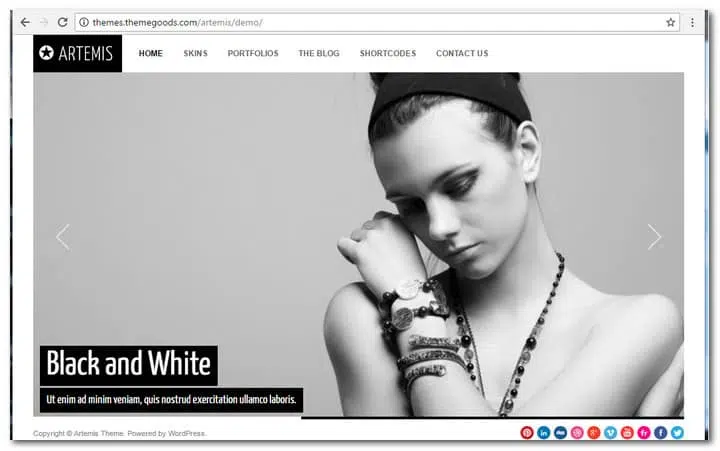 themes.themegoods.com/artemis/demo/
ARTEMIS
HOME SKINS PORTFOLIOS THE BLOG SHORTCODES CONTACT US
Black and White
Ut enim ad minim veniam, quis nostrud exercitation ullamco laboris.
Copyright © Artemis Theme. Powered by WordPress.